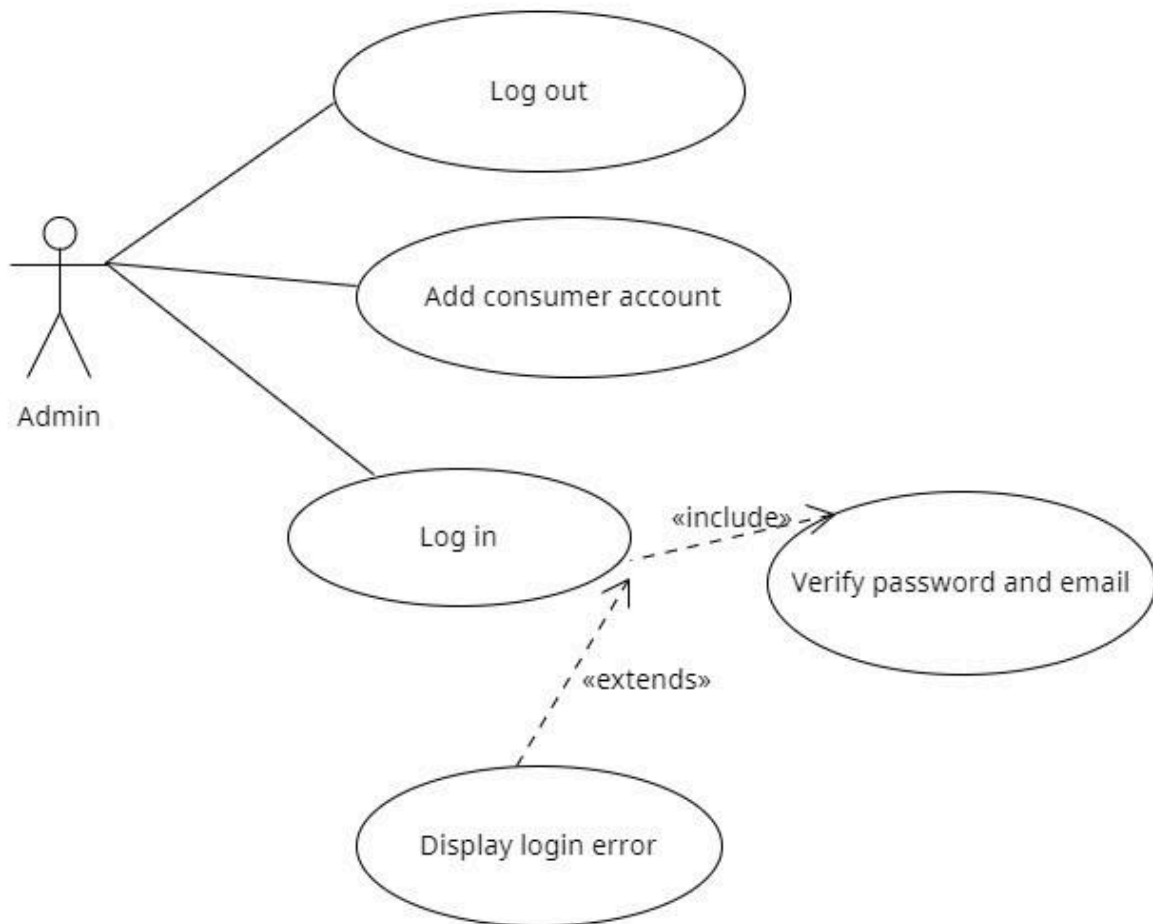 Log out
Add consumer account
Admin
Log in
«include»
Verify password and email
«extends»
Display login error